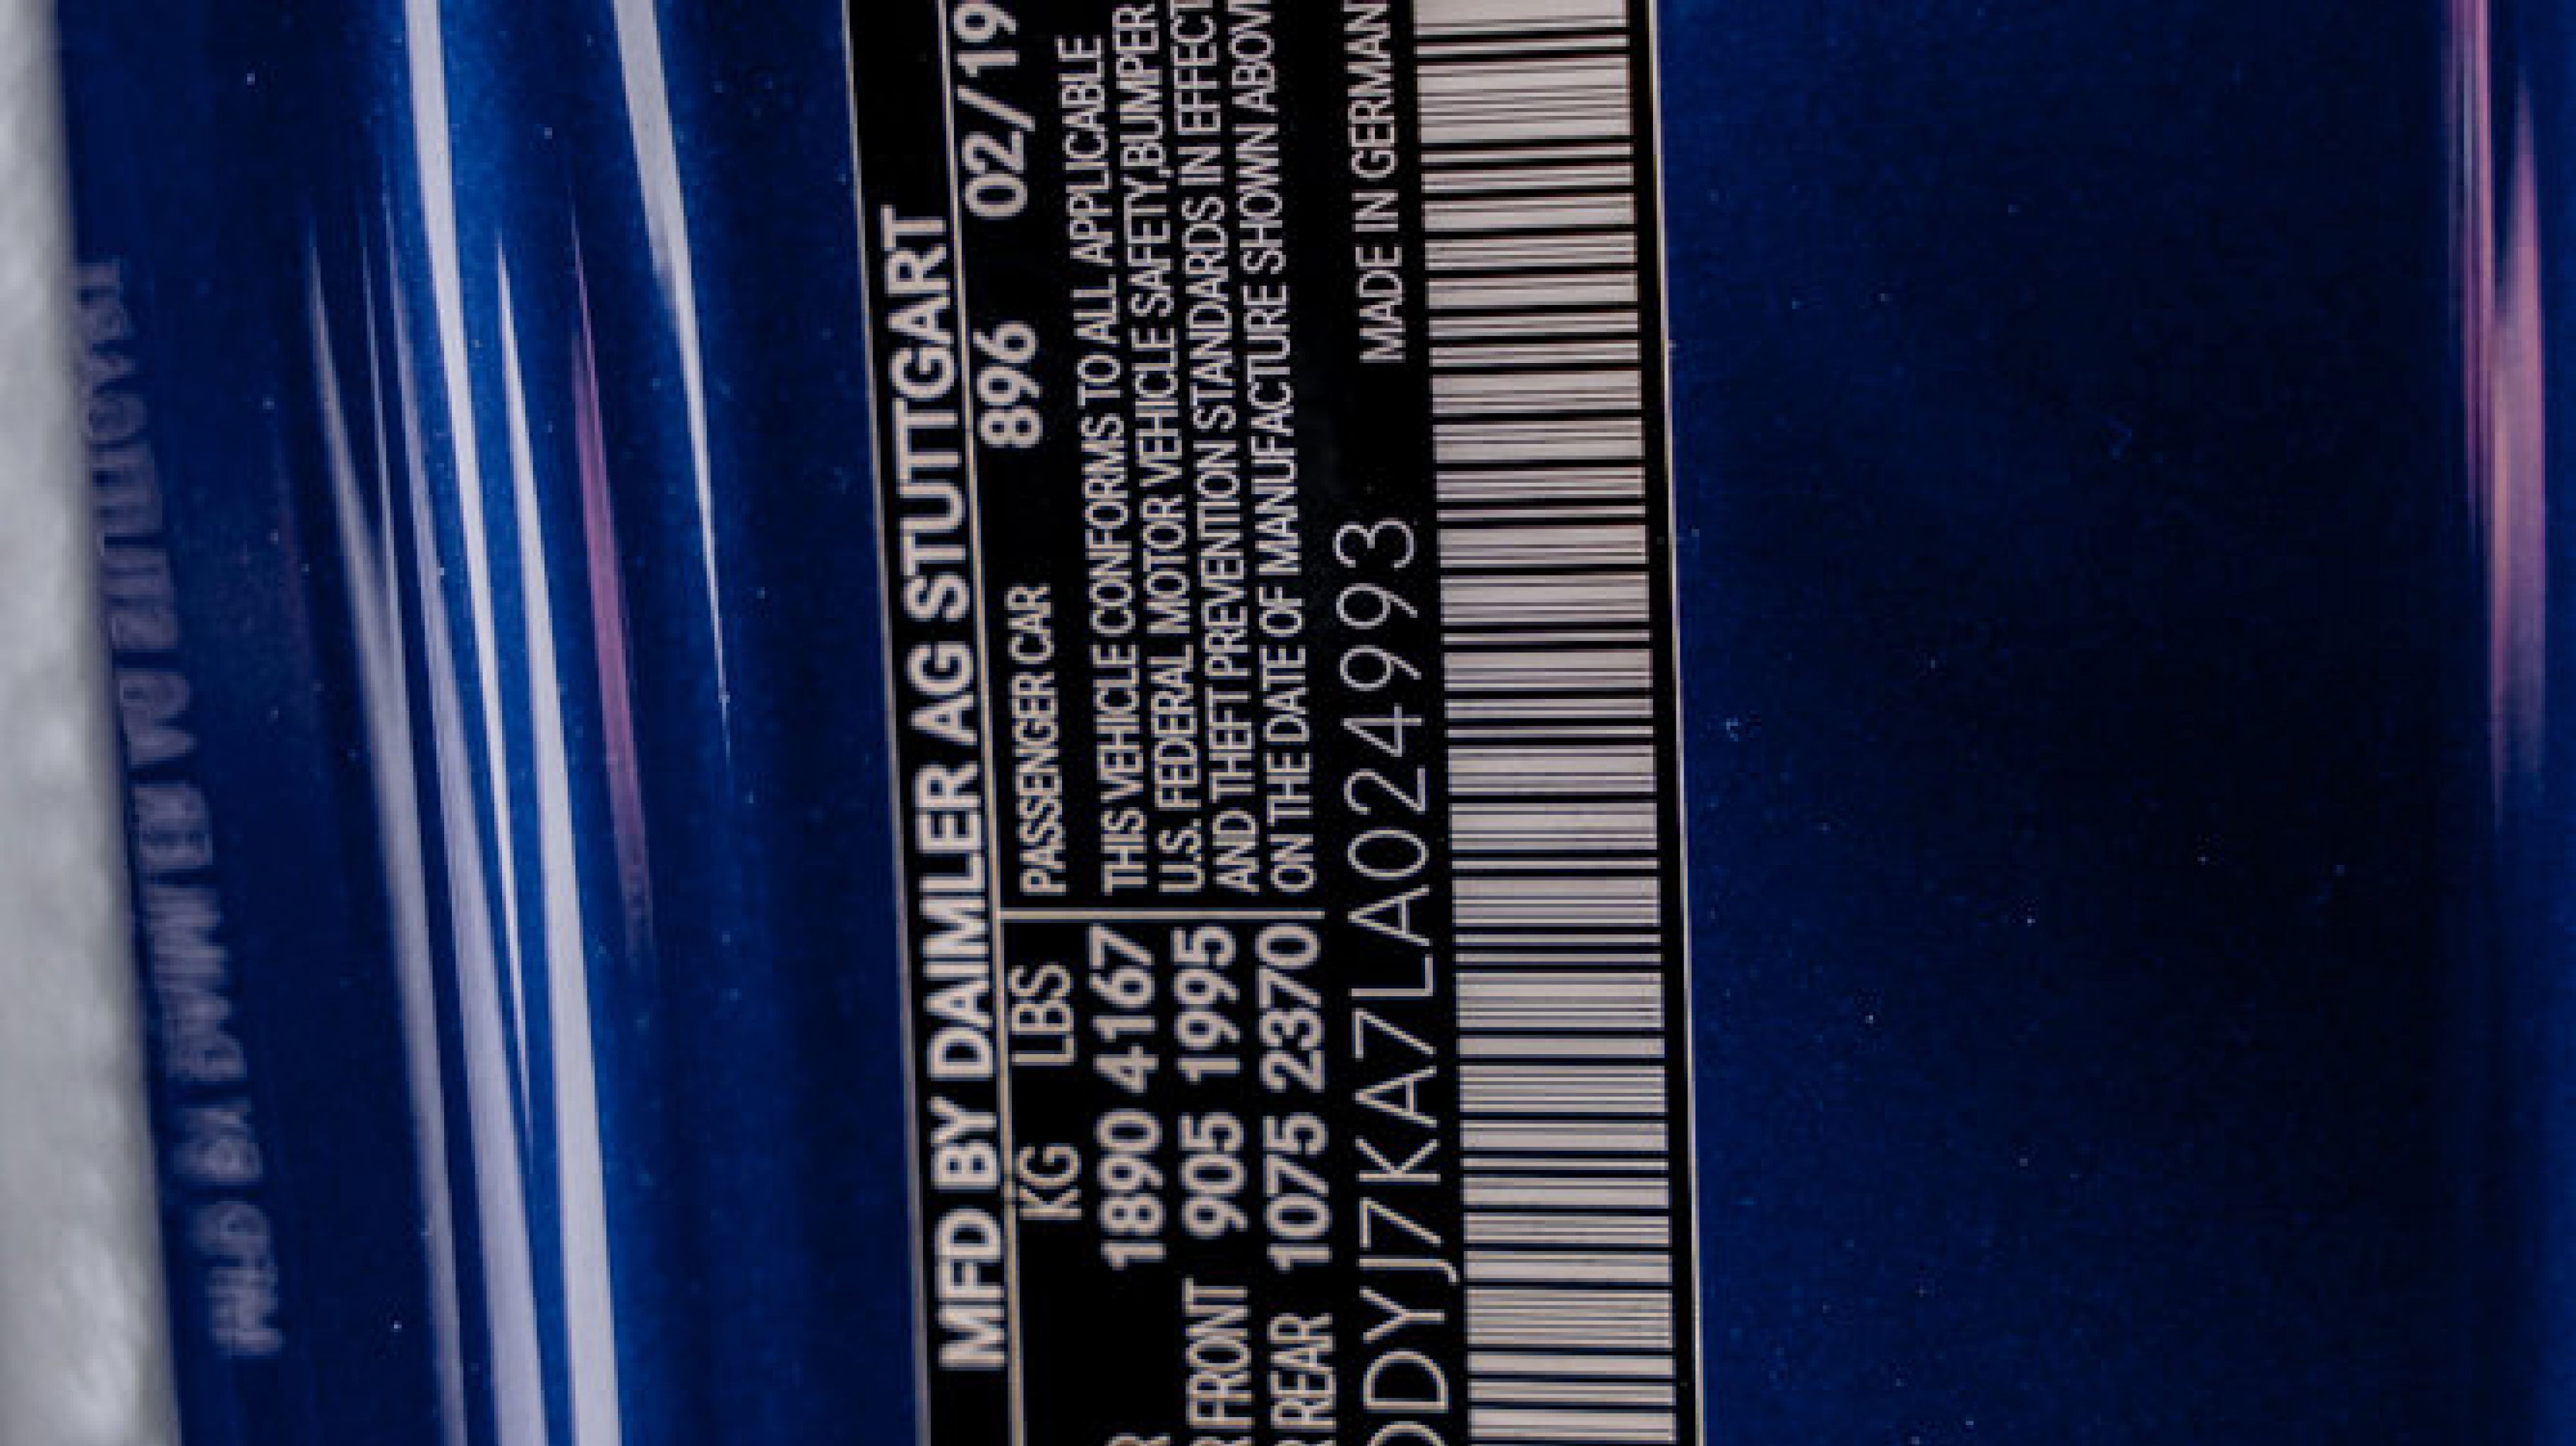 MFD BY DAIMLER AG STUTTGART
KG LBS
1890 4167
FRONT 905 1995
REAR 1075 2370
PASSENGER CAR 896 02/19
THIS VEHICLE CONFORMS TO ALL APPLICABLE
U.S. FEDERAL MOTOR VEHICLE SAFETY,BUMPER
AND THEFT PREVENTION STANDARDS IN EFFECT
ON THE DATE OF MANUFACTURE SHOWN ABOV
DYJ7KA7LA024993
MADE IN GERMAN